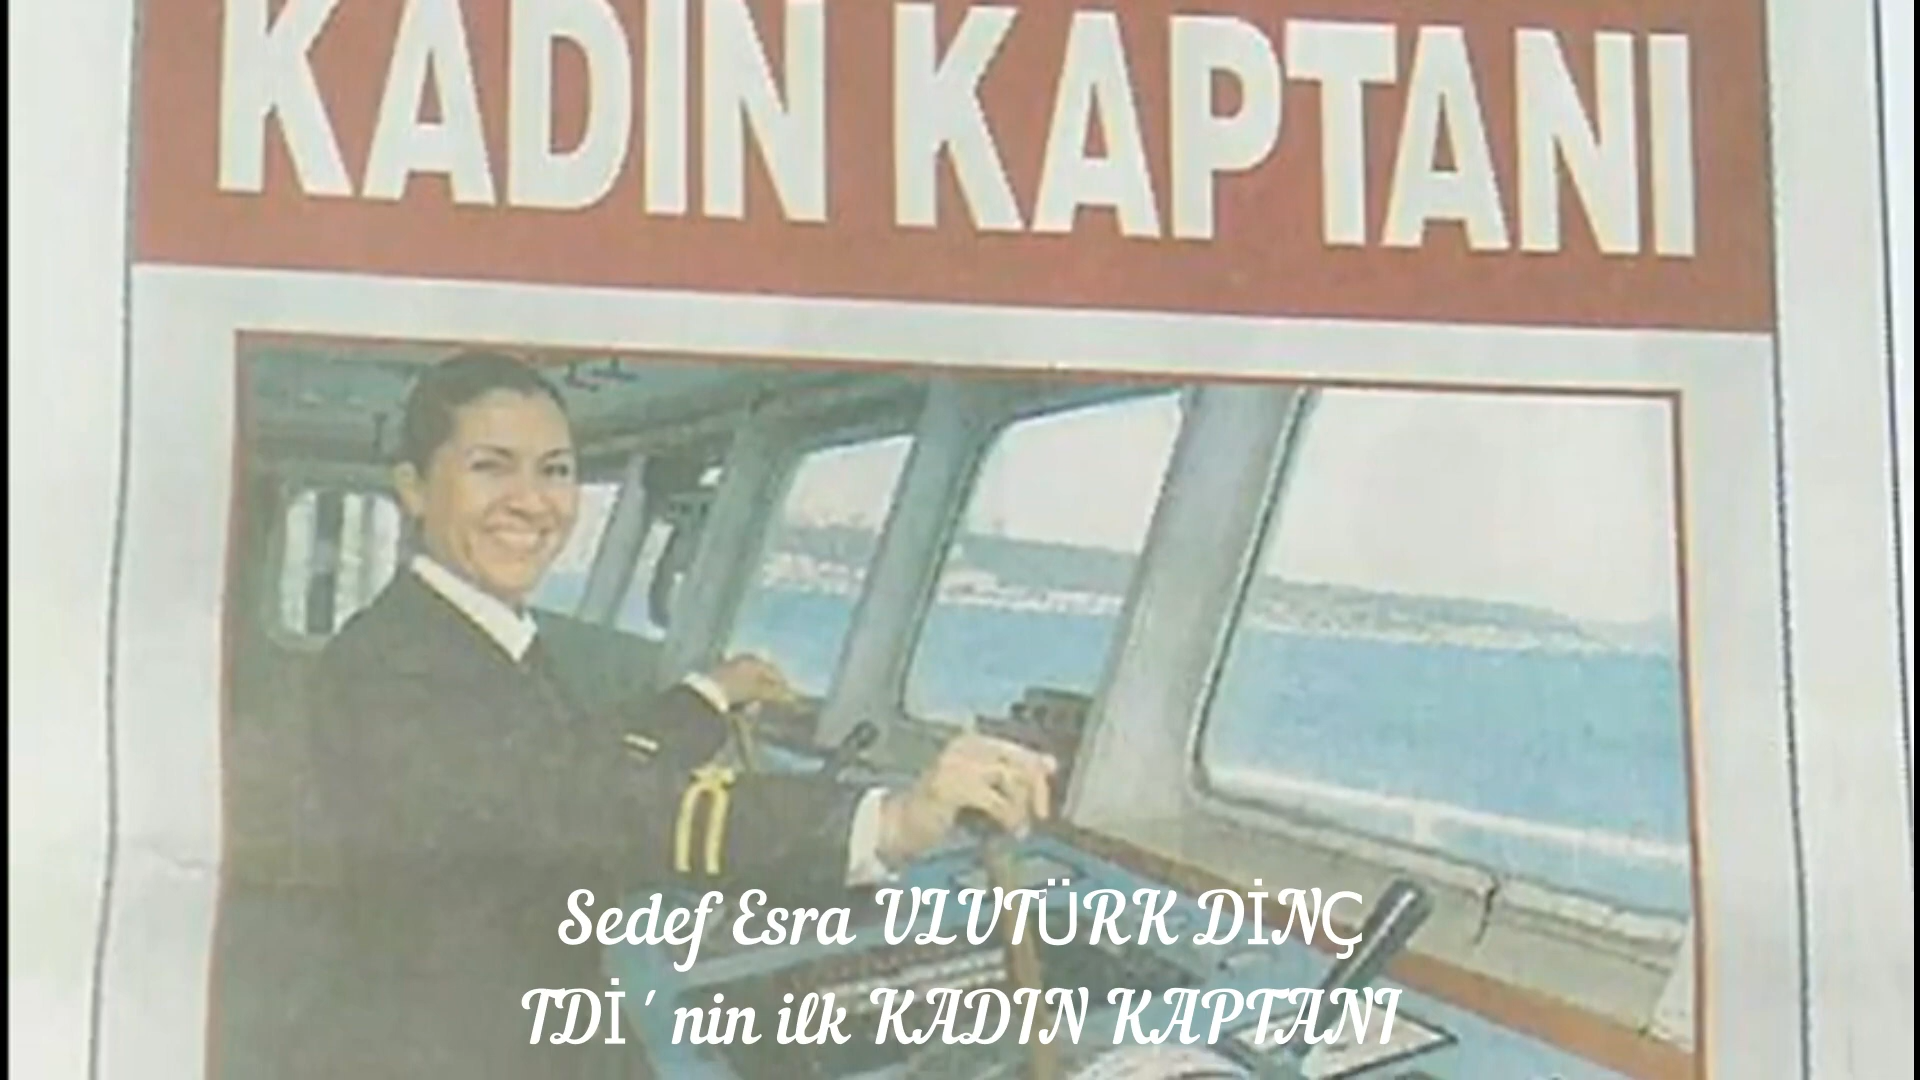 KADIN KAPTANI
Sedef Esra ULUTÜRK DİNÇ
TDİ ' nin ilk KADIN KAPTANI